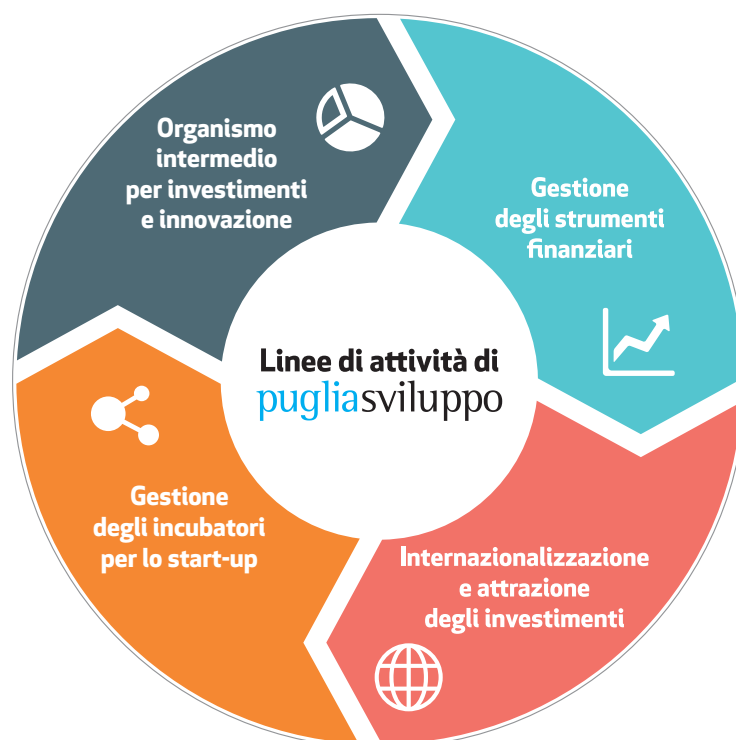 Organismo
intermedio
per investimenti
e innovazione
Gestione
degli strumenti
finanziari
Linee di attività di
pugliasviluppo
Gestione
degli incubatori
per lo start-up
Internazionalizzazione
e attrazione
degli investimenti